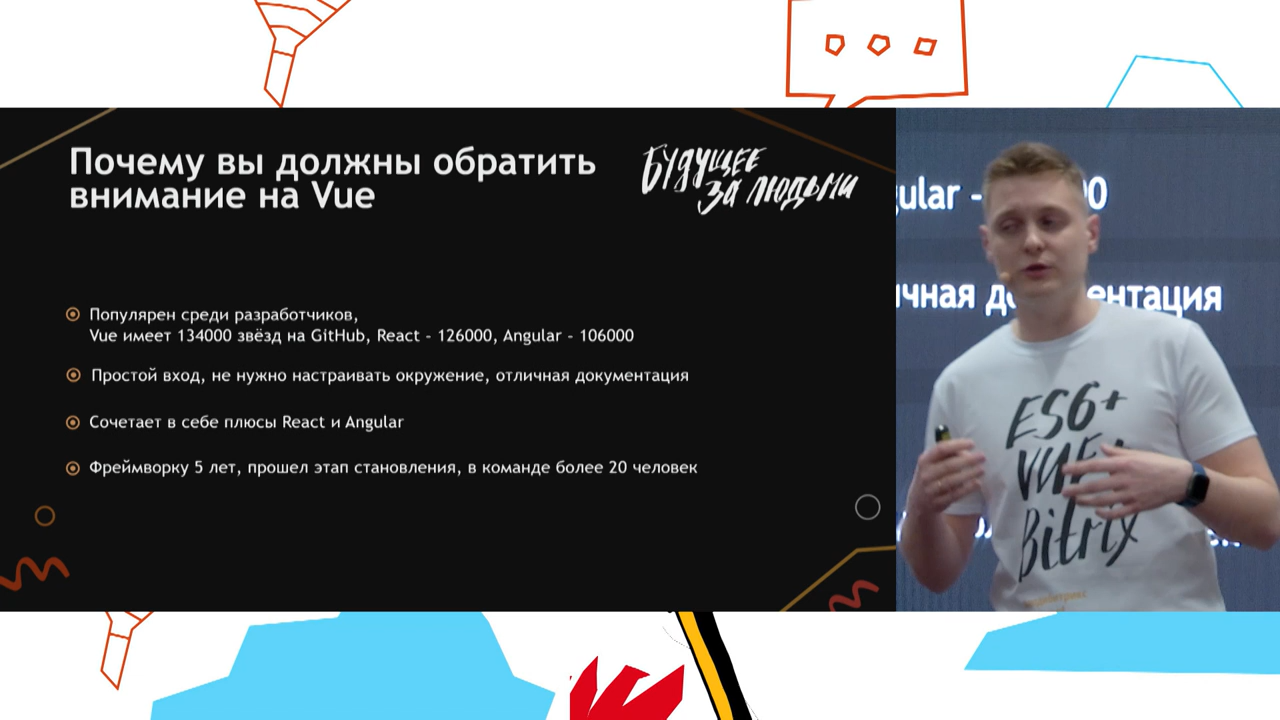 Почему вы должны обратить
внимание на Vue
БУДУЩЕЕ
ЗА ЛЮДЬМИ
Популярен среди разработчиков,
Vue имеет 134000 звёзд на GitHub, React - 126000, Angular - 106000
Простой вход, не нужно настраивать окружение, отличная документация
Сочетает в себе плюсы React и Angular
Фреймворку 5 лет, прошел этап становления, в команде более 20 человек
ES6+
VUE+
Bitrix